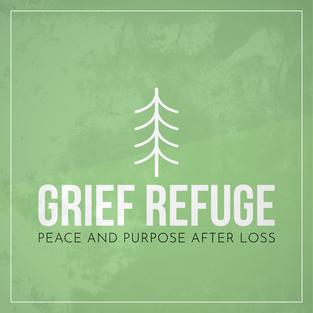 GRIEF REFUGE
PEACE AND PURPOSE AFTER LOSS